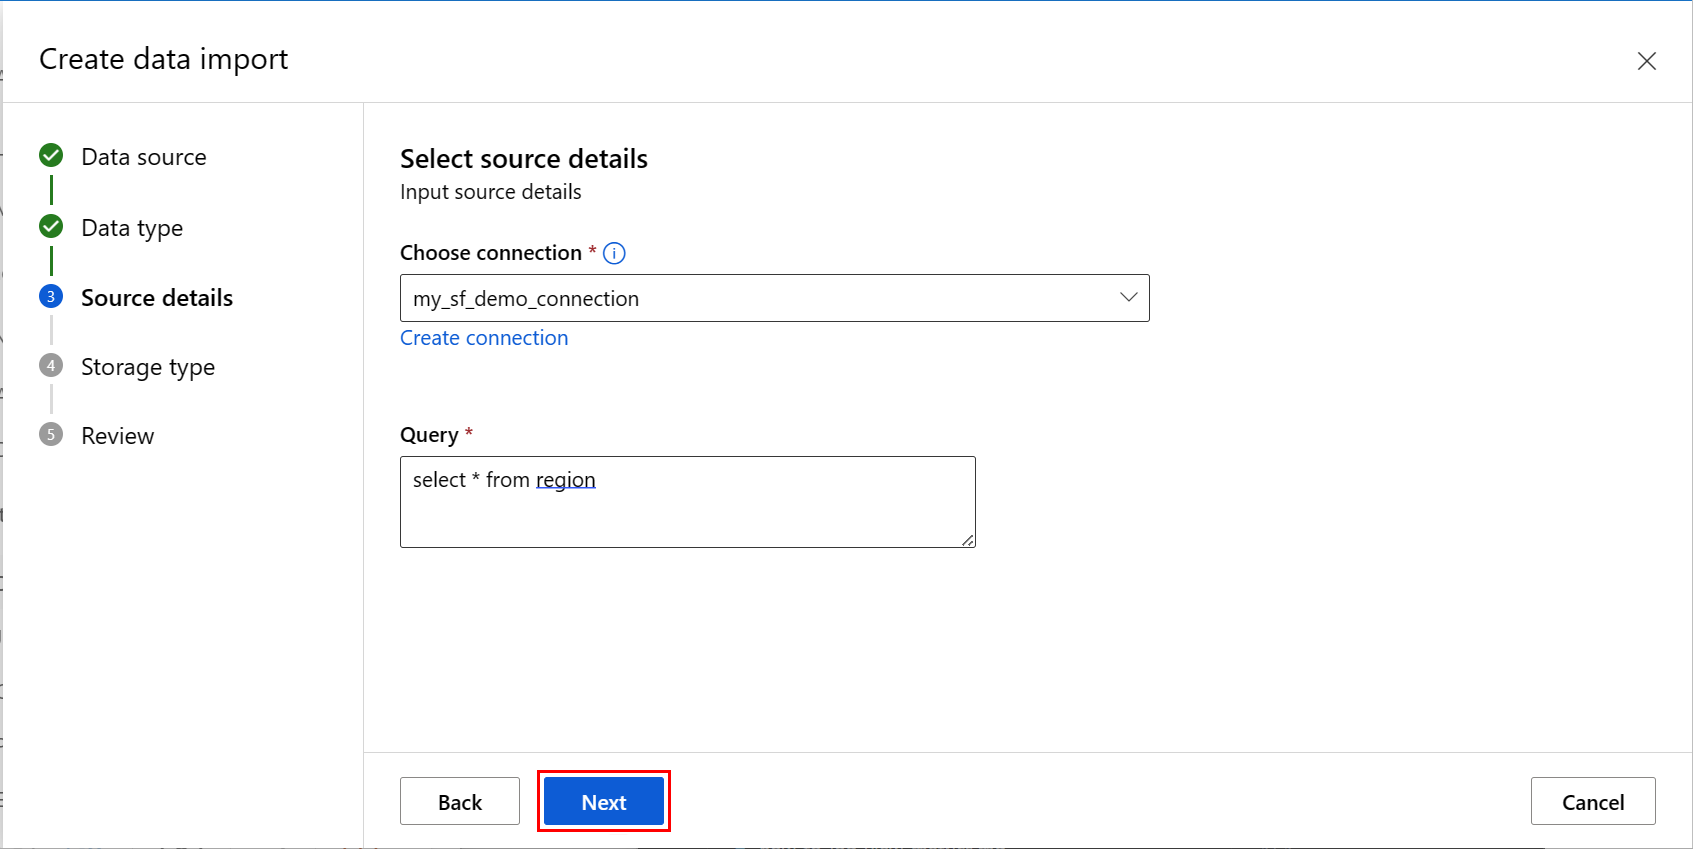 Create data import
Data source
Data type
3 Source details
4 Storage type
5 Review
Select source details
Input source details
Choose connection *
my_sf_demo_connection
Create connection
Query *
select * from region
Back
Next
Cancel